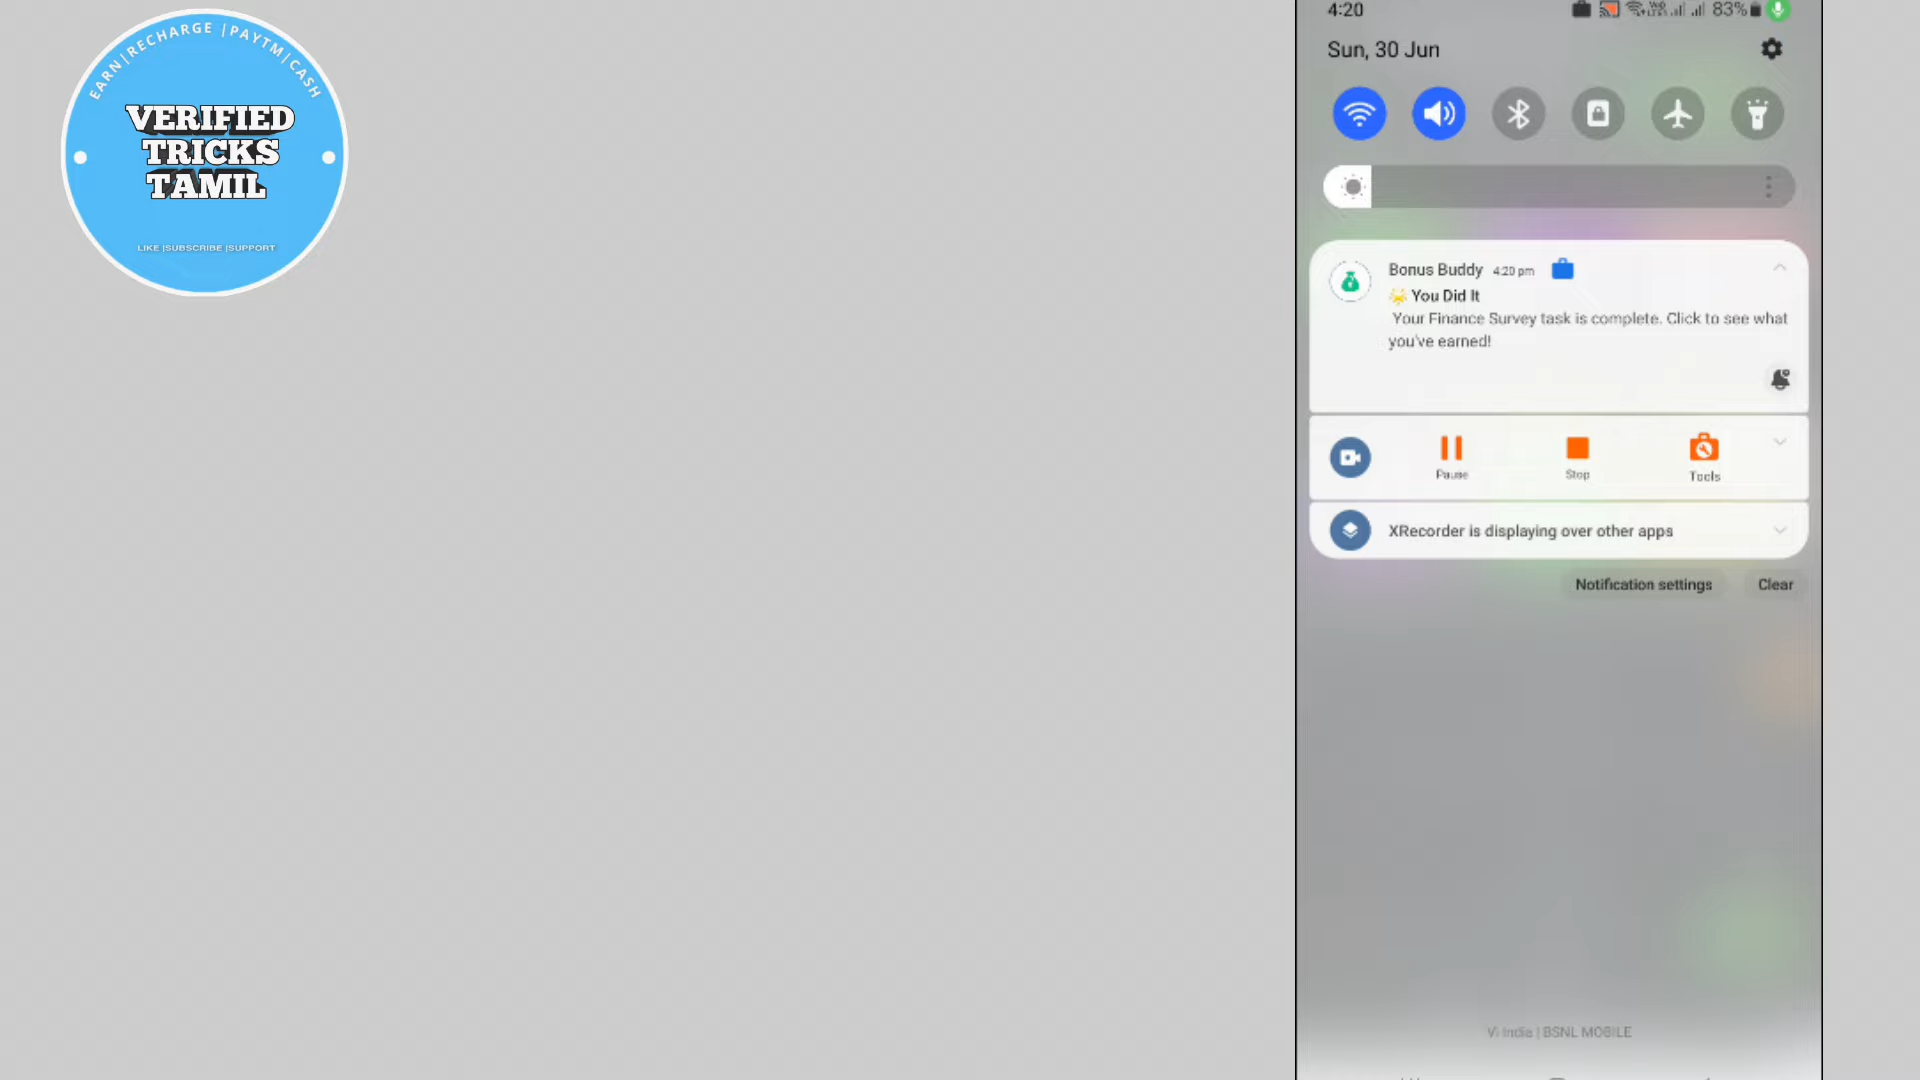 EARN|RECHARGE |PAYTM|CASH
VERIFIED
TRICKS
TAMIL
LIKE |SUBSCRIBE |SUPPORT
4:20
83%
Sun, 30 Jun
Bonus Buddy 4:20 pm
You Did It
Your Finance Survey task is complete. Click to see what
you've earned!
Pause
Stop
Tools
XRecorder is displaying over other apps
Notification settings
Clear
Vi India | BSNL MOBILE